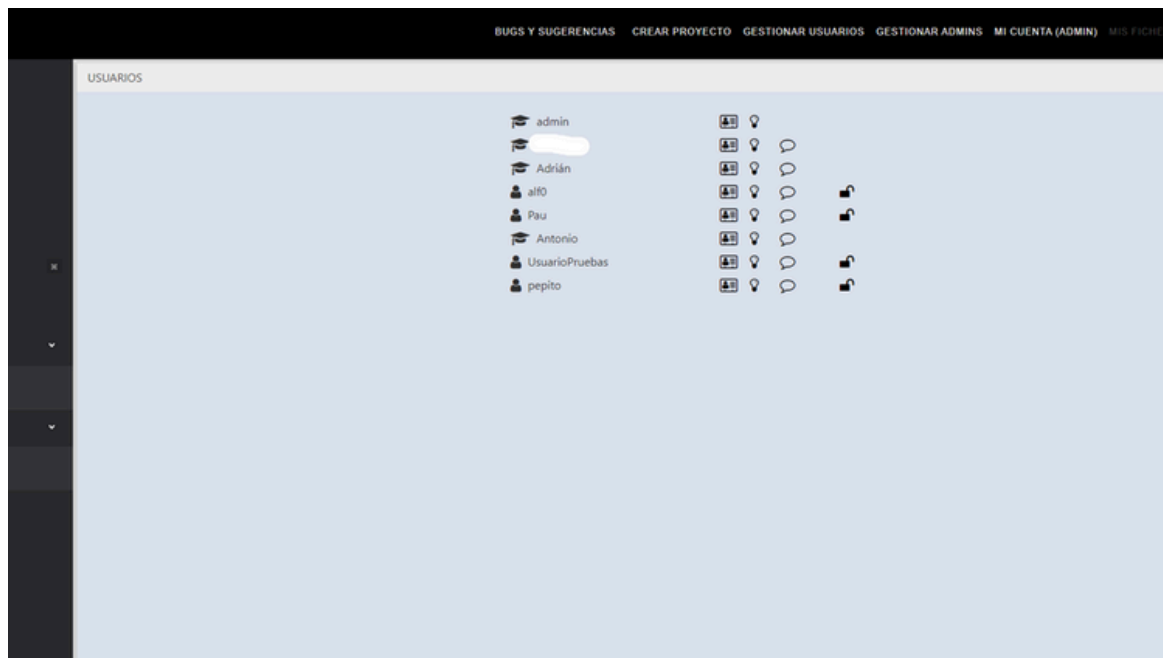 BUGS Y SUGERENCIAS CREAR PROYECTO GESTIONAR USUARIOS GESTIONAR ADMINS MI CUENTA (ADMIN) MIS FICHE
USUARIOS
admin
Adrián
alf0
Pau
Antonio
UsuarioPruebas
pepito